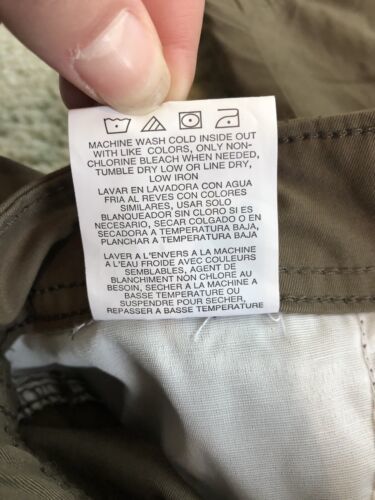 MACHINE WASH COLD INSIDE OUT
WITH LIKE COLORS, ONLY NON-
CHLORINE BLEACH WHEN NEEDED,
TUMBLE DRY LOW OR LINE DRY,
LOW IRON
LAVAR EN LAVADORA CON AGUA
FRIA AL REVES CON COLORES
SIMILARES, USAR SOLO
BLANQUEADOR SIN CLORO SI ES
NECESARIO, SECAR COLGADO O EN
SECADORA A TEMPERATURA BAJA,
PLANCHAR A TEMPERATURA BAJA
LAVER A L'ENVERS A LA MACHINE
A L'EAU FROIDE AVEC COULEURS
SEMBLABLES, AGENT DE
BLANCHIMENT NON CHLORE AU
BESOIN, SECHER A LA MACHINE A
BASSE TEMPERATURE OU
SUSPENDRE POUR SECHER,
REPASSER A BASSE TEMPERATURE